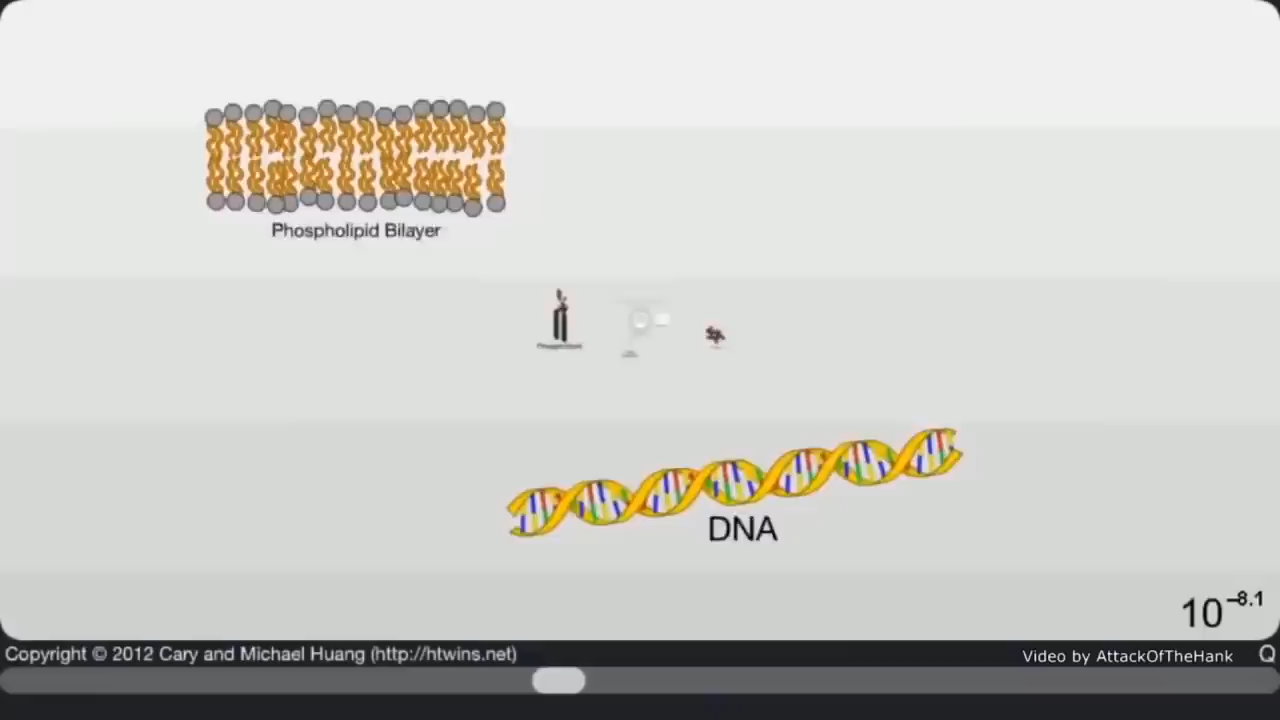 Phospholipid Bilayer
DNA
10^–8.1
Copyright © 2012 Cary and Michael Huang (http://htwins.net)
Video by AttackOfTheHank
Q